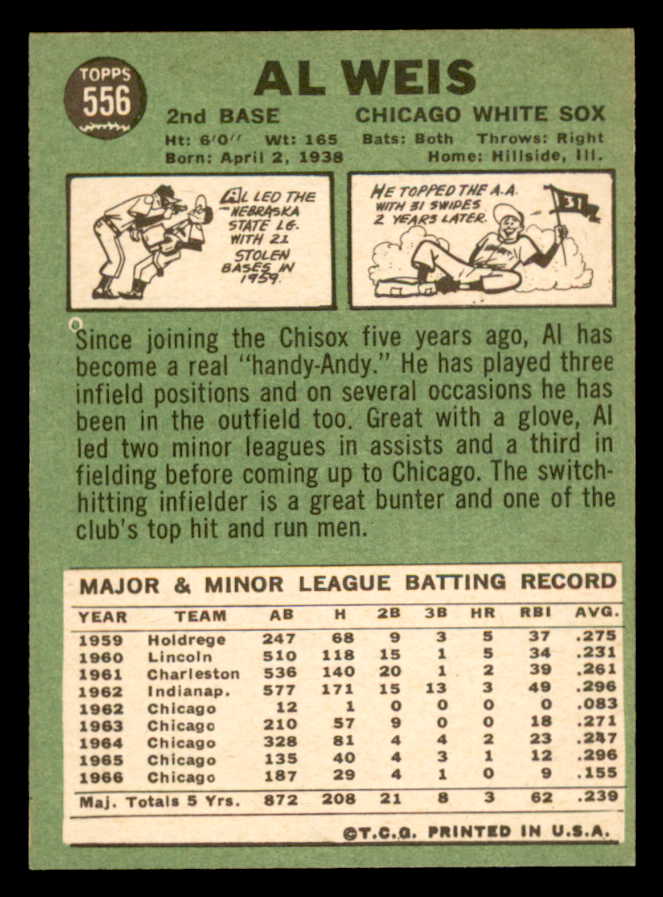 TOPPS
556
AL WEIS
2nd BASE CHICAGO WHITE SOX
Ht: 6'0" Wt: 165 Bats: Both Throws: Right
Born: April 2, 1938 Home: Hillside, Ill.
AL LED THE
NEBRASKA
STATE LG.
WITH 21
STOLEN
BASES IN
1959.
HE TOPPED THE A.A.
WITH 31 SWIPES
2 YEARS LATER.
31
Since joining the Chisox five years ago, Al has
become a real "handy-Andy." He has played three
infield positions and on several occasions he has
been in the outfield too. Great with a glove, Al
led two minor leagues in assists and a third in
fielding before coming up to Chicago. The switch-
hitting infielder is a great bunter and one of the
club's top hit and run men.
MAJOR & MINOR LEAGUE BATTING RECORD
YEAR TEAM AB H 2B 3B HR RBI AVG.
1959 Holdrege 247 68 9 3 5 37 .275
1960 Lincoln 510 118 15 1 5 34 .231
1961 Charleston 536 140 20 1 2 39 .261
1962 Indianap. 577 171 15 13 3 49 .296
1962 Chicago 12 1 0 0 0 0 .083
1963 Chicago 210 57 9 0 0 18 .271
1964 Chicago 328 81 4 4 2 23 .247
1965 Chicago 135 40 4 3 1 12 .296
1966 Chicago 187 29 4 1 0 9 .155
Maj. Totals 5 Yrs. 872 208 21 8 3 62 .239
©T.C.G. PRINTED IN U.S.A.